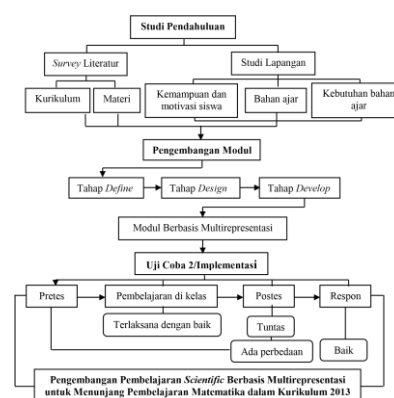 Studi Pendahuluan
Survey Literatur
Studi Lapangan
Kurikulum
Materi
Kemampuan dan
motivasi siswa
Bahan ajar
Kebutuhan bahan
ajar
Pengembangan Modul
Tahap Define
Tahap Design
Tahap Develop
Modul Berbasis Multirepresentasi
Uji Coba 2/Implementasi
Pretes
Pembelajaran di kelas
Postes
Respon
Terlaksana dengan baik
Tuntas
Ada perbedaan
Baik
Pengembangan Pembelajaran Scientific Berbasis Multirepresentasi
untuk Menunjang Pembelajaran Matematika dalam Kurikulum 2013